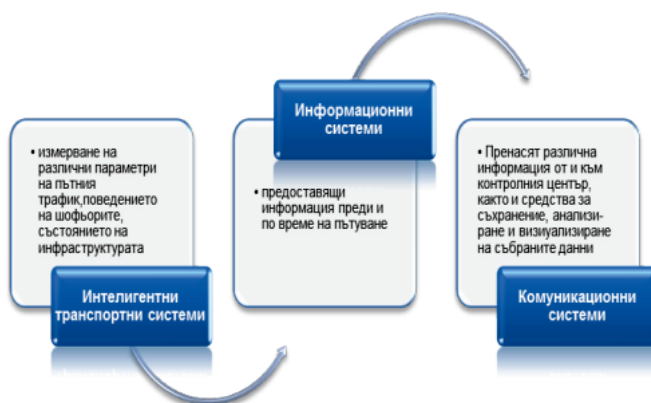 • измерване на
различни параметри
на пътния
трафик,поведението
на шофьорите,
състоянието на
инфраструктурата
Интелигентни
транспортни системи
Информационни
системи
• предоставящи
информация преди и
по време на пътуване
• Пренасят различна
информация от и към
контролния център,
както и средства за
съхранение, анализи-
ране и визиуализиране
на събраните данни
Комуникационни
системи